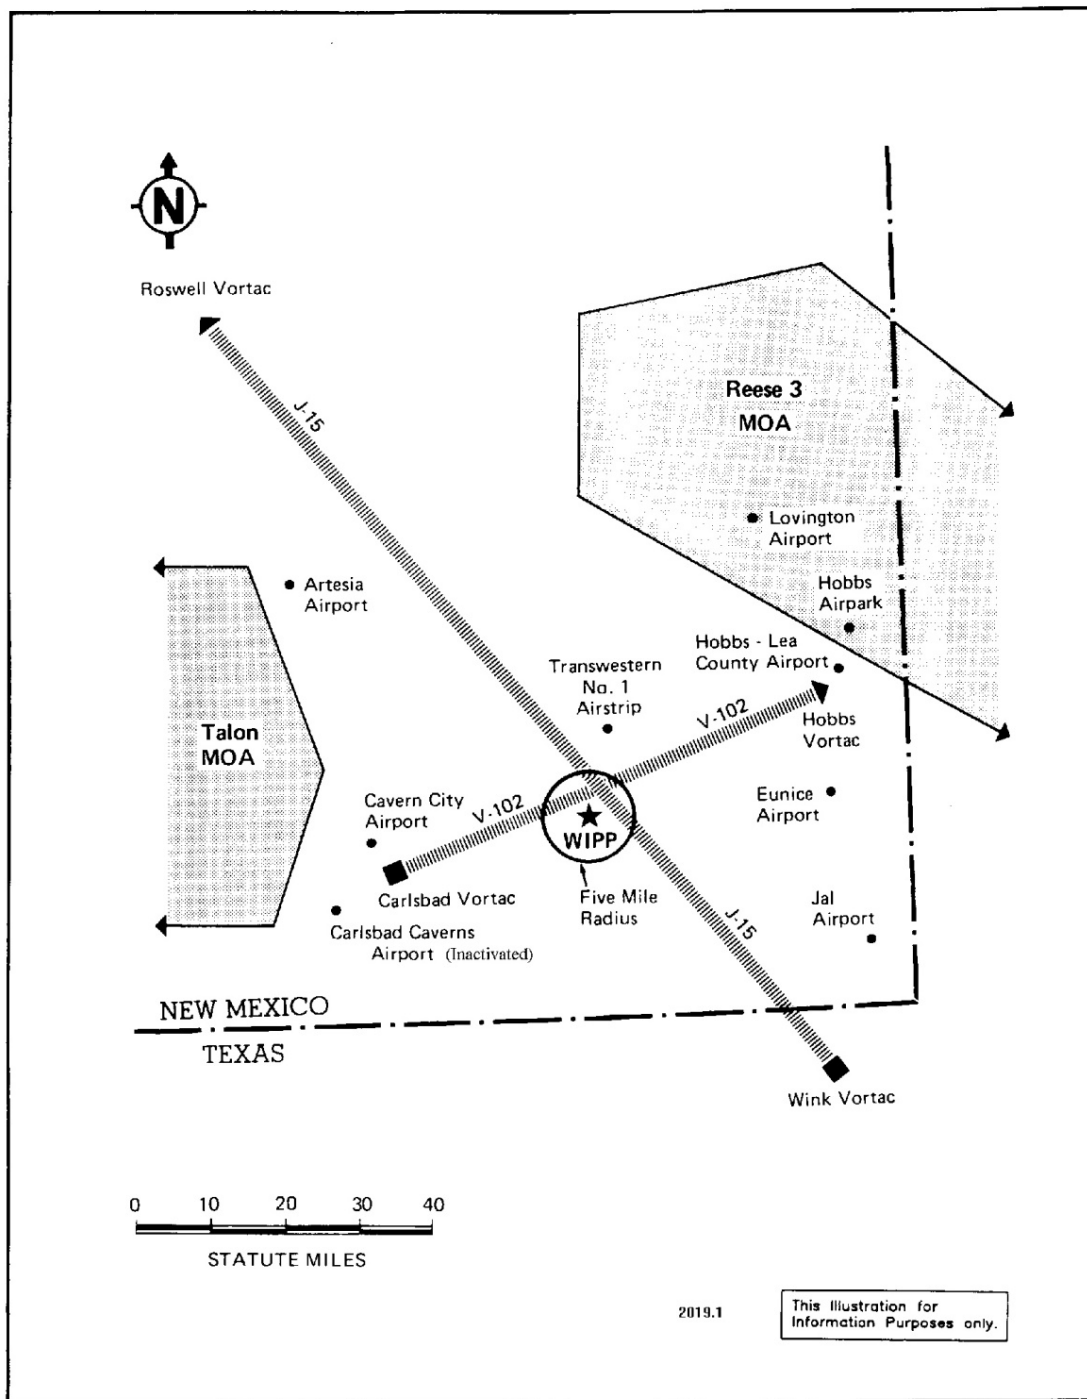 N
Roswell Vortac
J-15
Reese 3
MOA
Lovington
Airport
Hobbs
Airpark
Artesia
Airport
Hobbs - Lea
County Airport
Transwestern
No. 1
Airstrip
V-102
Hobbs
Vortac
Talon
MOA
Cavern City
Airport
V-102
Eunice
Airport
WIPP
Carlsbad Vortac
Five Mile
Radius
Jal
Airport
J-15
Carlsbad Caverns
Airport (Inactivated)
NEW MEXICO
TEXAS
Wink Vortac
0 10 20 30 40
STATUTE MILES
2019.1
This Illustration for
Information Purposes only.